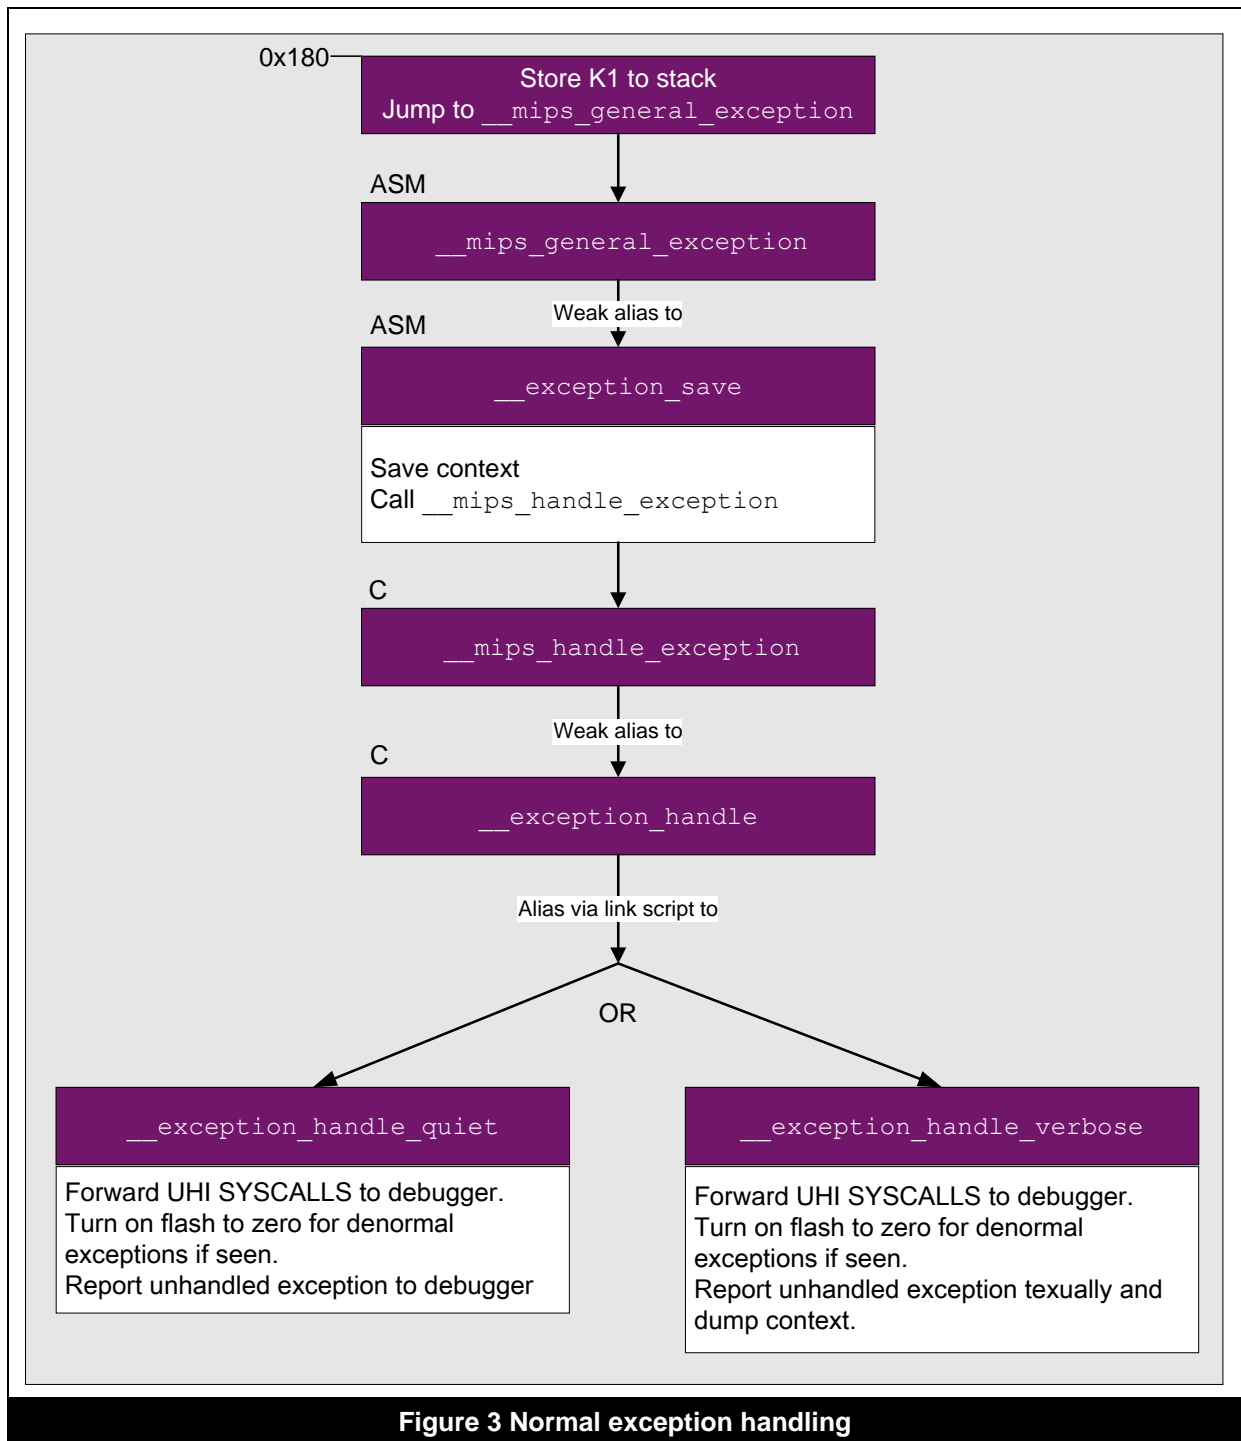 0x180
Store K1 to stack
Jump to __mips_general_exception
ASM
__mips_general_exception
Weak alias to
ASM
__exception_save
Save context
Call __mips_handle_exception
C
__mips_handle_exception
Weak alias to
C
__exception_handle
Alias via link script to
OR
__exception_handle_quiet
Forward UHI SYSCALLS to debugger.
Turn on flash to zero for denormal
exceptions if seen.
Report unhandled exception to debugger
__exception_handle_verbose
Forward UHI SYSCALLS to debugger.
Turn on flash to zero for denormal
exceptions if seen.
Report unhandled exception texually and
dump context.
Figure 3 Normal exception handling